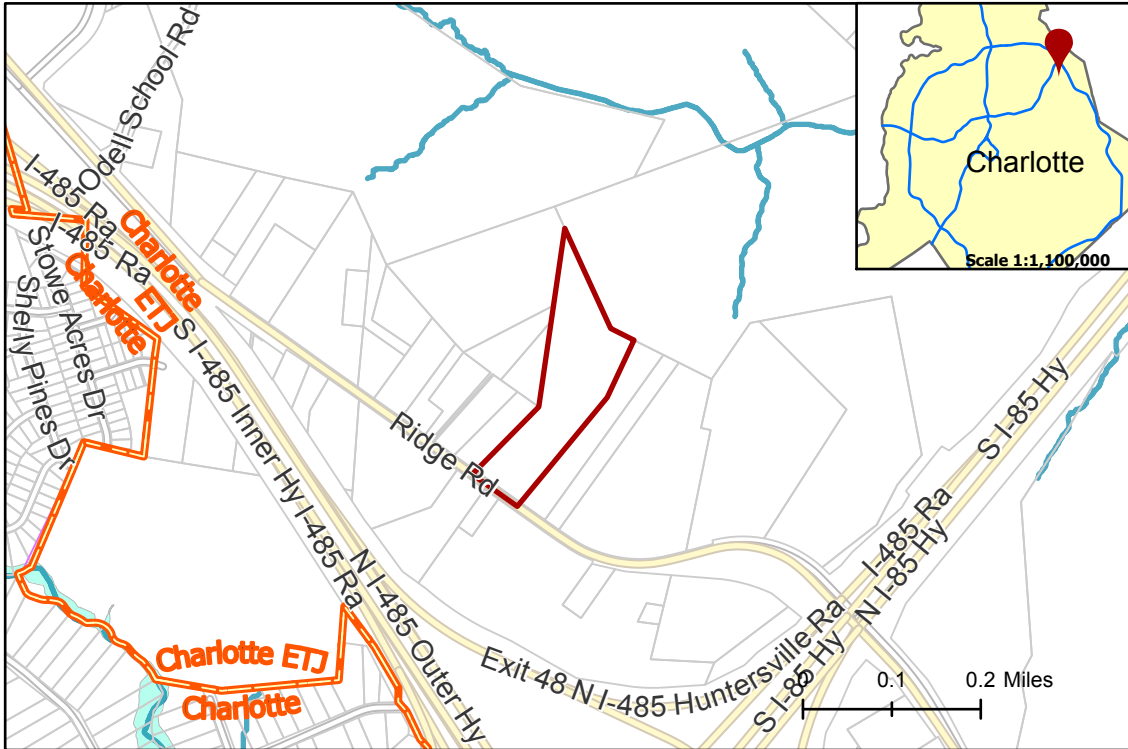 Odell School Rd
I-485 Ra
I-485 Ra
Charlotte ETJ
Charlotte
Stowe Acres Dr
Shelly Pines Dr
S I-485 Inner Hy
I-485 Ra
N I-485 Outer Hy
Ridge Rd
Exit 48 N I-485 Huntersville Ra
I-485 Ra
S I-85 Hy
N I-85 Hy
S I-85 Hy
Charlotte ETJ
Charlotte
Charlotte
Scale 1:1,100,000
0 0.1 0.2 Miles